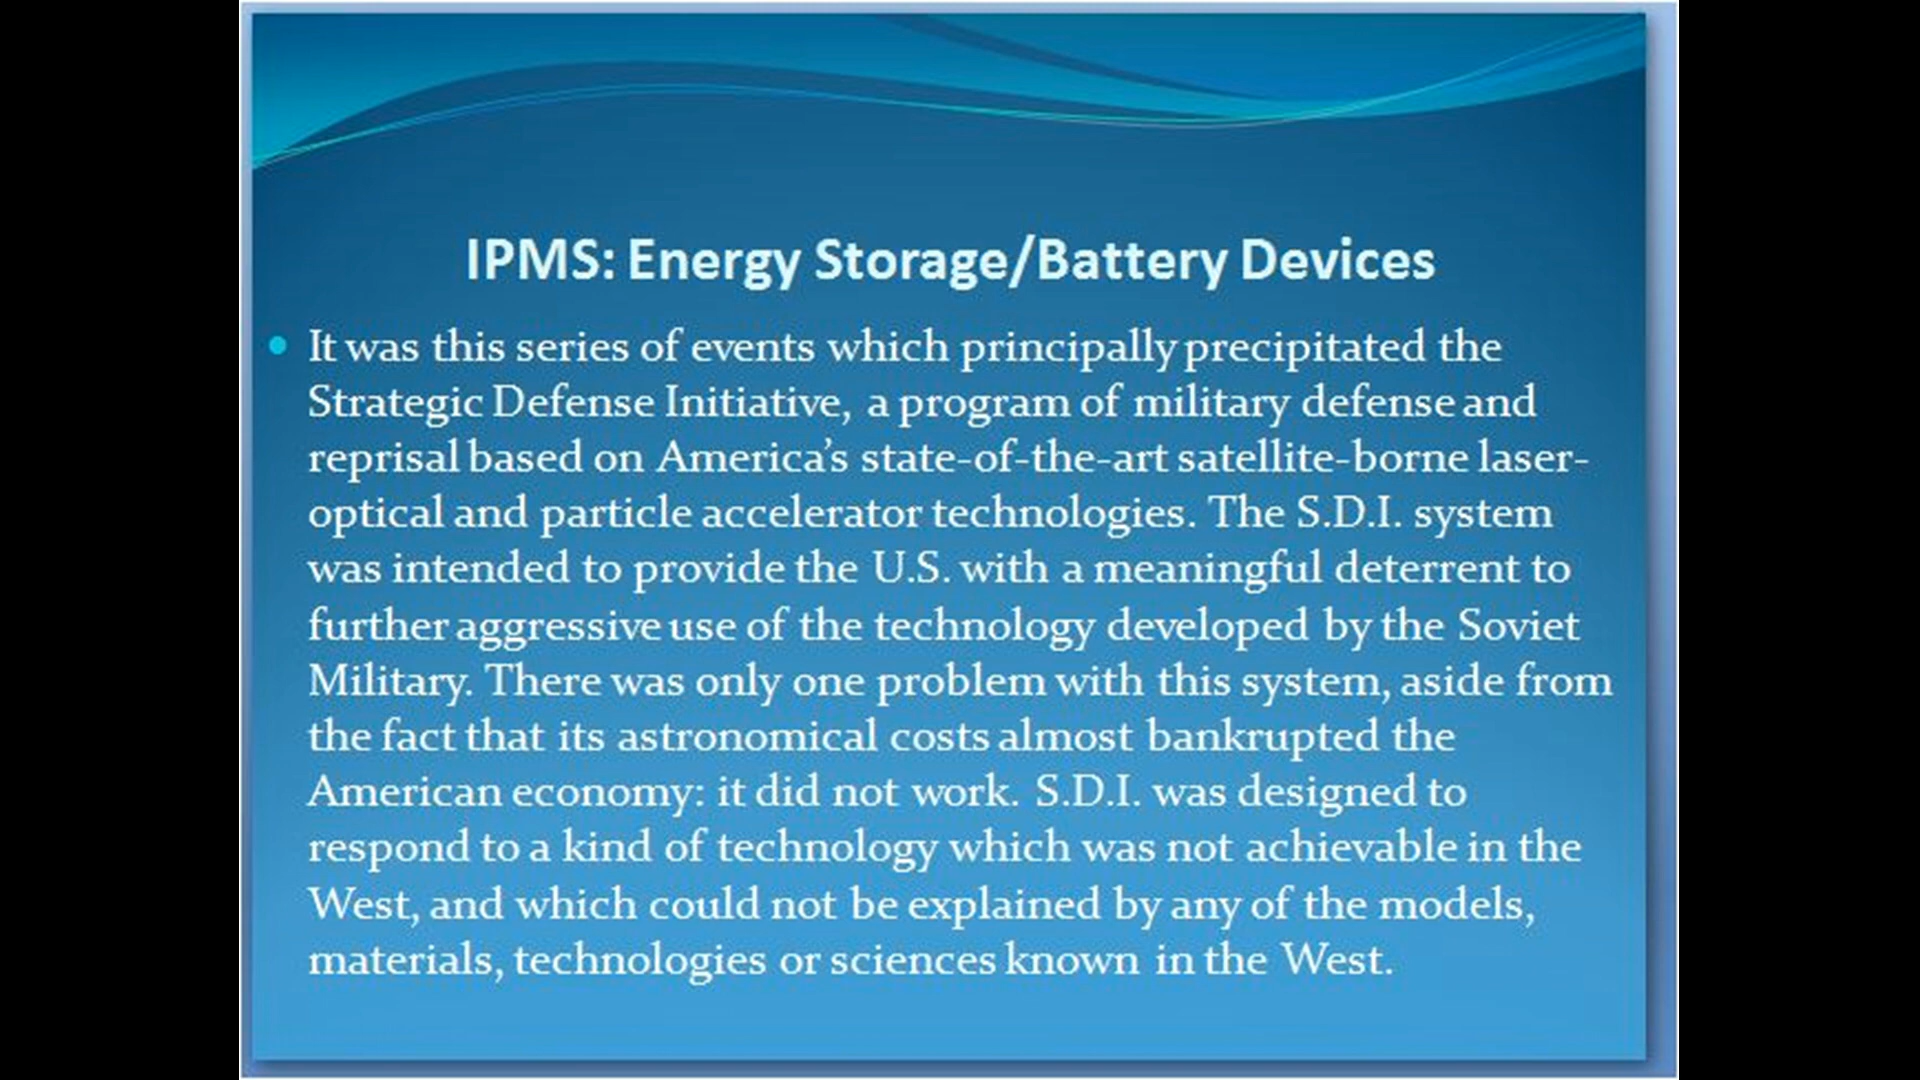 IPMS: Energy Storage/Battery Devices
• It was this series of events which principally precipitated the
Strategic Defense Initiative, a program of military defense and
reprisal based on America’s state-of-the-art satellite-borne laser-
optical and particle accelerator technologies. The S.D.I. system
was intended to provide the U.S. with a meaningful deterrent to
further aggressive use of the technology developed by the Soviet
Military. There was only one problem with this system, aside from
the fact that its astronomical costs almost bankrupted the
American economy: it did not work. S.D.I. was designed to
respond to a kind of technology which was not achievable in the
West, and which could not be explained by any of the models,
materials, technologies or sciences known in the West.